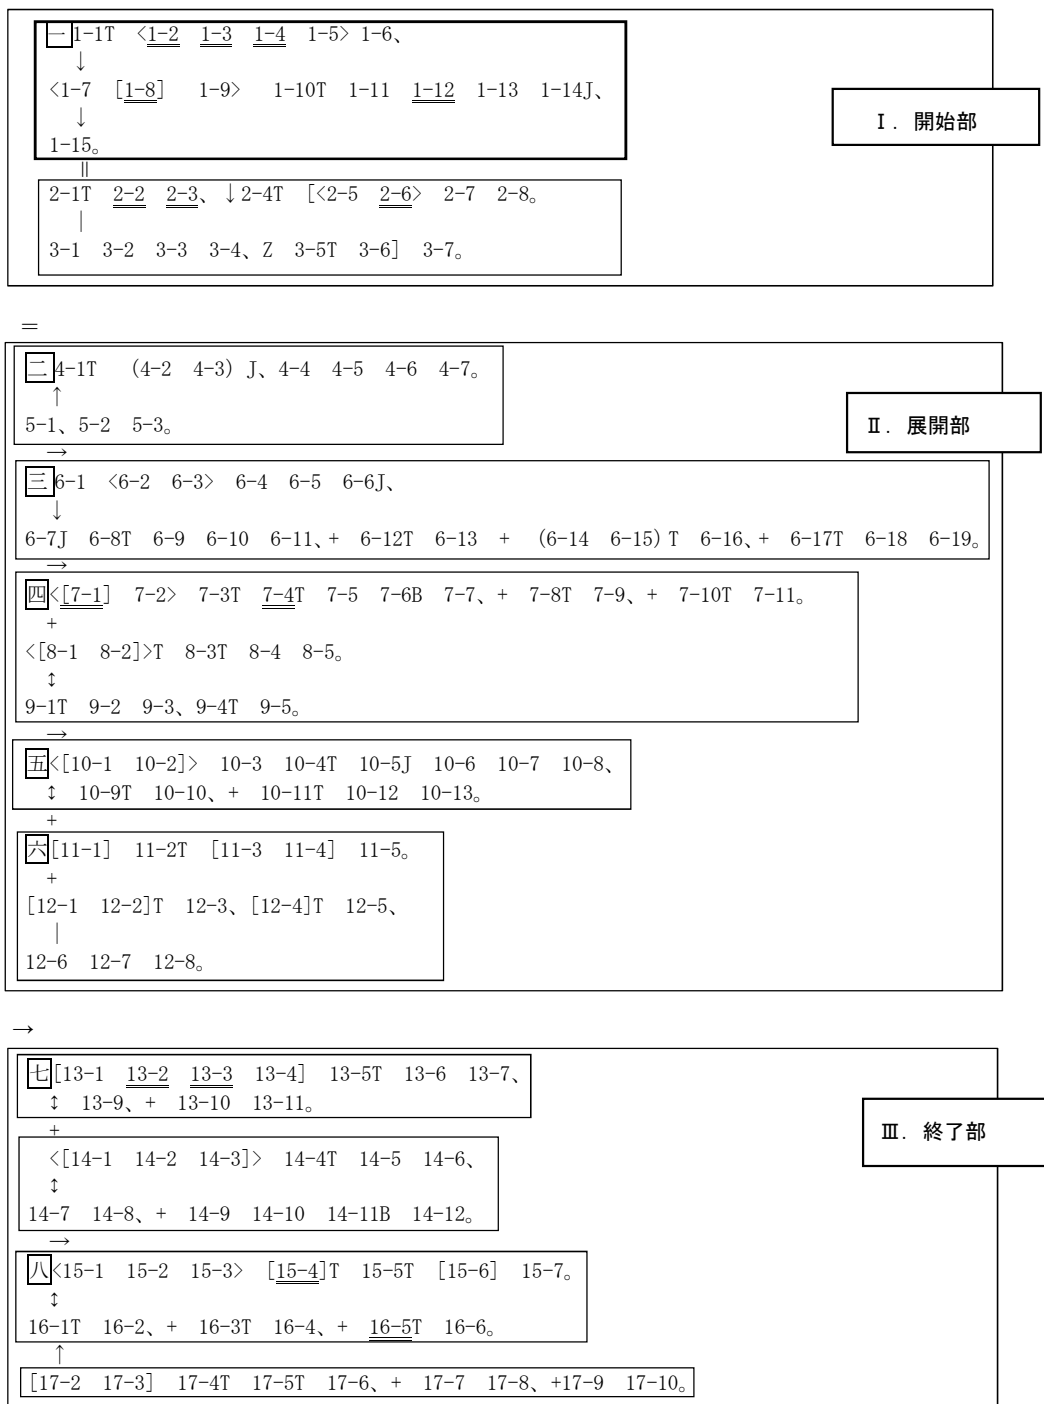 一 1-1T <1-2 1-3 1-4 1-5> 1-6、
↓
<1-7 [1-8] 1-9> 1-10T 1-11 1-12 1-13 1-14J、
↓
1-15。
Ⅰ. 開始部
||
2-1T 2-2 2-3、↓2-4T [<2-5 2-6> 2-7 2-8。
|
3-1 3-2 3-3 3-4、Z 3-5T 3-6] 3-7。
=
二 4-1T (4-2 4-3) J、4-4 4-5 4-6 4-7。
↑
5-1、5-2 5-3。
Ⅱ. 展開部
→
三 6-1 <6-2 6-3> 6-4 6-5 6-6J、
↓
6-7J 6-8T 6-9 6-10 6-11、+ 6-12T 6-13 + (6-14 6-15)T 6-16、+ 6-17T 6-18 6-19。
→
四 <[7-1] 7-2> 7-3T 7-4T 7-5 7-6B 7-7、+ 7-8T 7-9、+ 7-10T 7-11。
+
<[8-1 8-2]>T 8-3T 8-4 8-5。
↕
9-1T 9-2 9-3、9-4T 9-5。
→
五 <[10-1 10-2]> 10-3 10-4T 10-5J 10-6 10-7 10-8、
↕ 10-9T 10-10、+ 10-11T 10-12 10-13。
+
六 [11-1] 11-2T [11-3 11-4] 11-5。
+
[12-1 12-2]T 12-3、[12-4]T 12-5、
|
12-6 12-7 12-8。
→
七 [13-1 13-2 13-3 13-4] 13-5T 13-6 13-7、
↕ 13-9、+ 13-10 13-11。
Ⅲ. 終了部
+
<[14-1 14-2 14-3]> 14-4T 14-5 14-6、
↕
14-7 14-8、+ 14-9 14-10 14-11B 14-12。
→
八 <15-1 15-2 15-3> [15-4]T 15-5T [15-6] 15-7。
↕
16-1T 16-2、+ 16-3T 16-4、+ 16-5T 16-6。
↑
[17-2 17-3] 17-4T 17-5T 17-6、+ 17-7 17-8、+17-9 17-10。